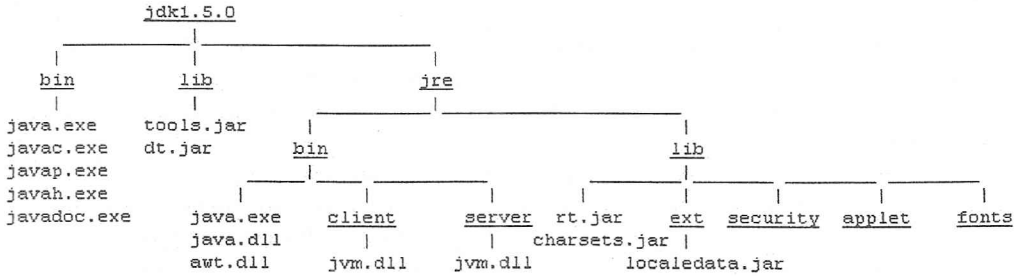 jdk1.5.0
bin lib jre
java.exe tools.jar
javac.exe dt.jar bin lib
javap.exe
javah.exe
javadoc.exe java.exe client server rt.jar ext security applet fonts
java.dll charsets.jar
awt.dll jvm.dll jvm.dll localedata.jar